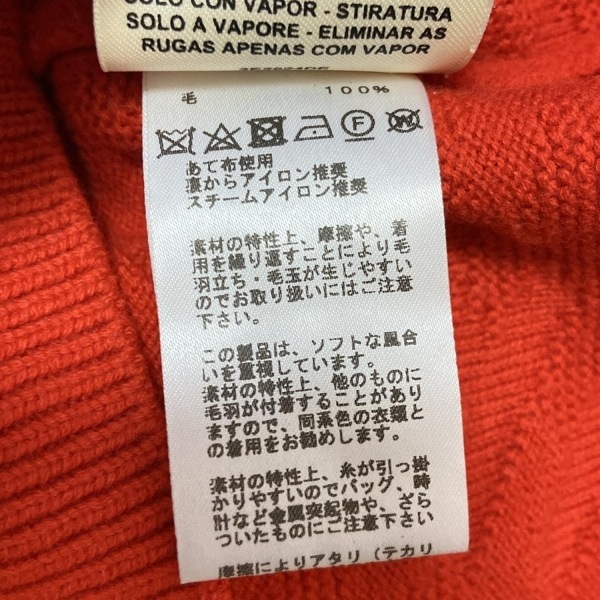 SOLO CON VAPOR - STIRATURA
SOLO A VAPORE - ELIMINAR AS
RUGAS APENAS COM VAPOR
毛 100%
あて布使用
裏からアイロン推奨
スチームアイロン推奨
素材の特性上、摩擦や、着
用を繰り返すことにより毛
羽立ち・毛玉が生じやすい
のでお取り扱いにはご注意
下さい。
この製品は、ソフトな風合
いを重視しています。
素材の特性上、他のものに
毛羽が付着することがあり
ますので、同系色の衣類と
の着用をお勧めします。
素材の特性上、糸が引っ掛
かりやすいのでバッグ、時
計など金属突起物や、ざら
ついたものにご注意下さい
摩擦によりアタリ（テカリ